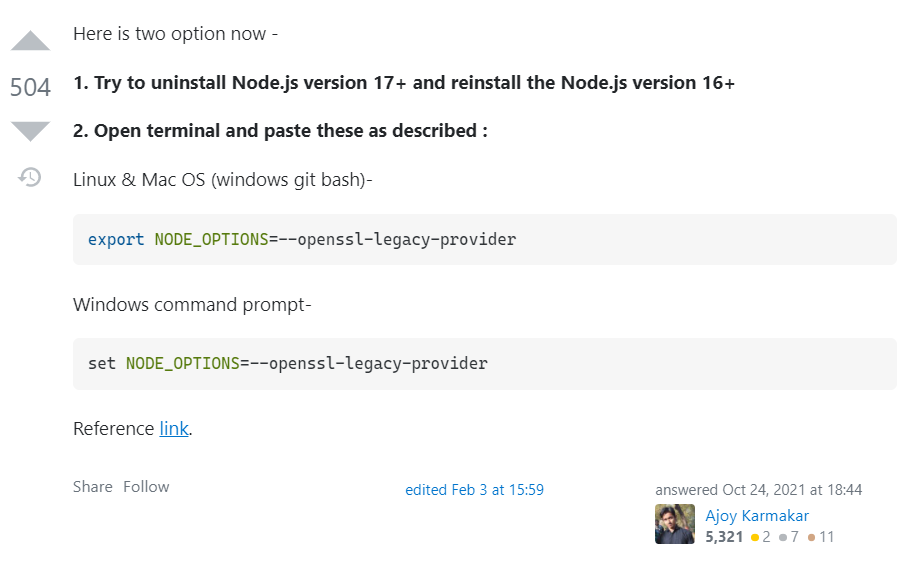 Here is two option now -
504
1. Try to uninstall Node.js version 17+ and reinstall the Node.js version 16+
2. Open terminal and paste these as described :
Linux & Mac OS (windows git bash)-
export NODE_OPTIONS=--openssl-legacy-provider
Windows command prompt-
set NODE_OPTIONS=--openssl-legacy-provider
Reference link.
Share Follow
edited Feb 3 at 15:59
answered Oct 24, 2021 at 18:44
Ajoy Karmakar
5,321 2 7 11